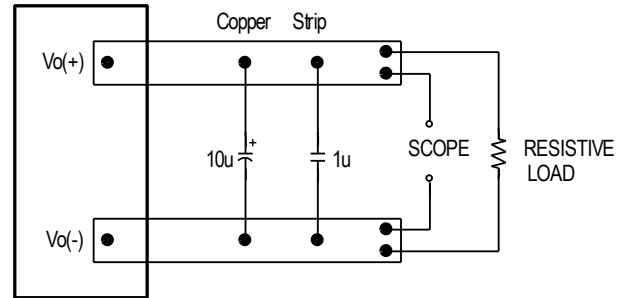 Copper Strip
Vo(+)
+
10u
1u
SCOPE
RESISTIVE
LOAD
Vo(-)